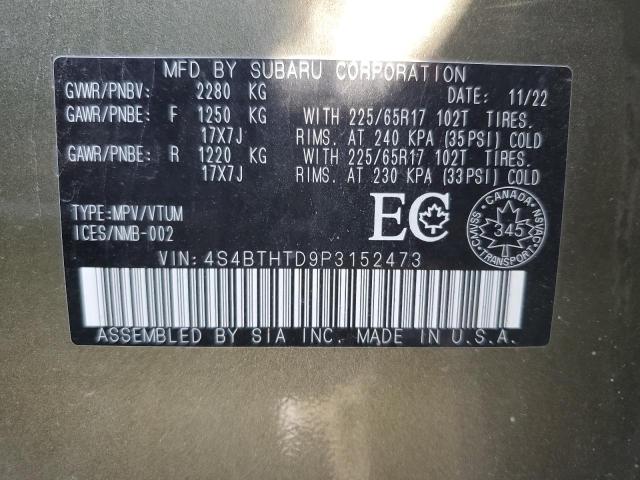 MFD BY SUBARU CORPORATION
GVWR/PNBV: 2280 KG DATE: 11/22
GAWR/PNBE: F 1250 KG WITH 225/65R17 102T TIRES.
17X7J RIMS. AT 240 KPA (35PSI) COLD
GAWR/PNBE: R 1220 KG WITH 225/65R17 102T TIRES.
17X7J RIMS. AT 230 KPA (33PSI) COLD
TYPE:MPV/VTUM
ICES/NMB-002
EC
CANADA
CMVSS NSVAC
345
TRANSPORT
VIN: 4S4BTHTD9P3152473
ASSEMBLED BY SIA INC. MADE IN U.S.A.